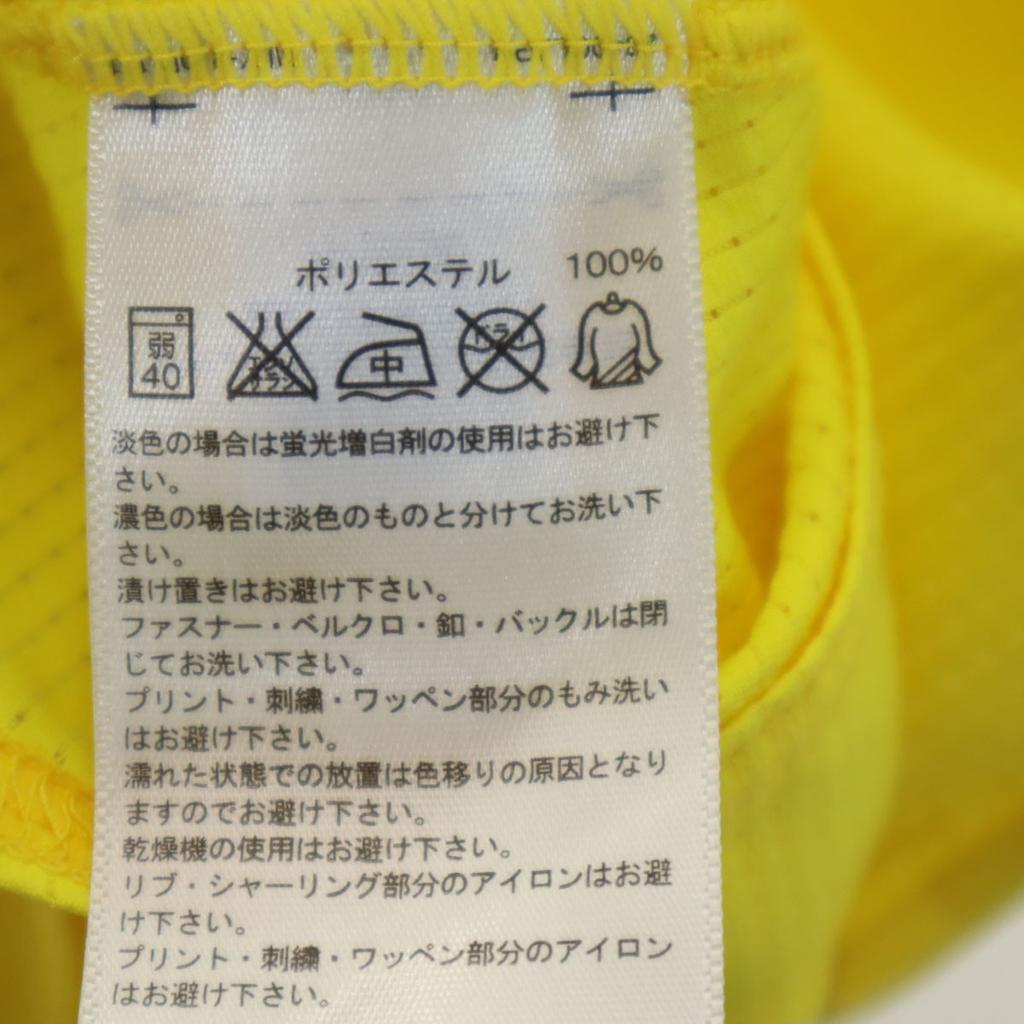 ポリエステル 100%
弱
40
エンソ
サラシ
中
ドライ
淡色の場合は蛍光増白剤の使用はお避け下
さい。
濃色の場合は淡色のものと分けてお洗い下
さい。
漬け置きはお避け下さい。
ファスナー・ベルクロ・釦・バックルは閉
じてお洗い下さい。
プリント・刺繍・ワッペン部分のもみ洗い
はお避け下さい。
濡れた状態での放置は色移りの原因となり
ますのでお避け下さい。
乾燥機の使用はお避け下さい。
リブ・シャーリング部分のアイロンはお避
け下さい。
プリント・刺繍・ワッペン部分のアイロン
はお避け下さい。